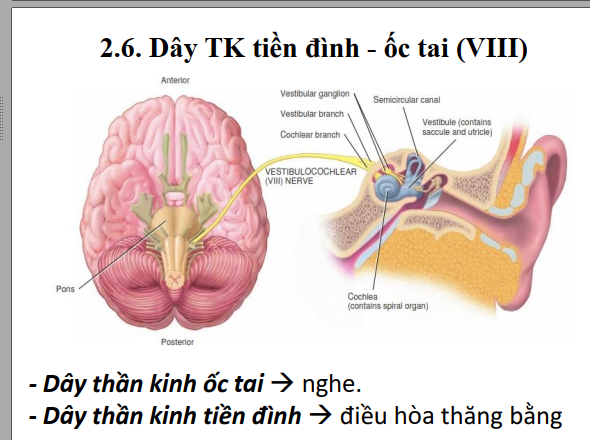 2.6. Dây TK tiền đình - ốc tai (VIII)
Anterior
Vestibular ganglion
Vestibular branch
Cochlear branch
Semicircular canal
Vestibule (contains
saccule and utricle)
VESTIBULOCOCHLEAR
(VIII) NERVE
Pons
Cochlea
(contains spiral organ)
Posterior
- Dây thần kinh ốc tai → nghe.
- Dây thần kinh tiền đình → điều hòa thăng bằng